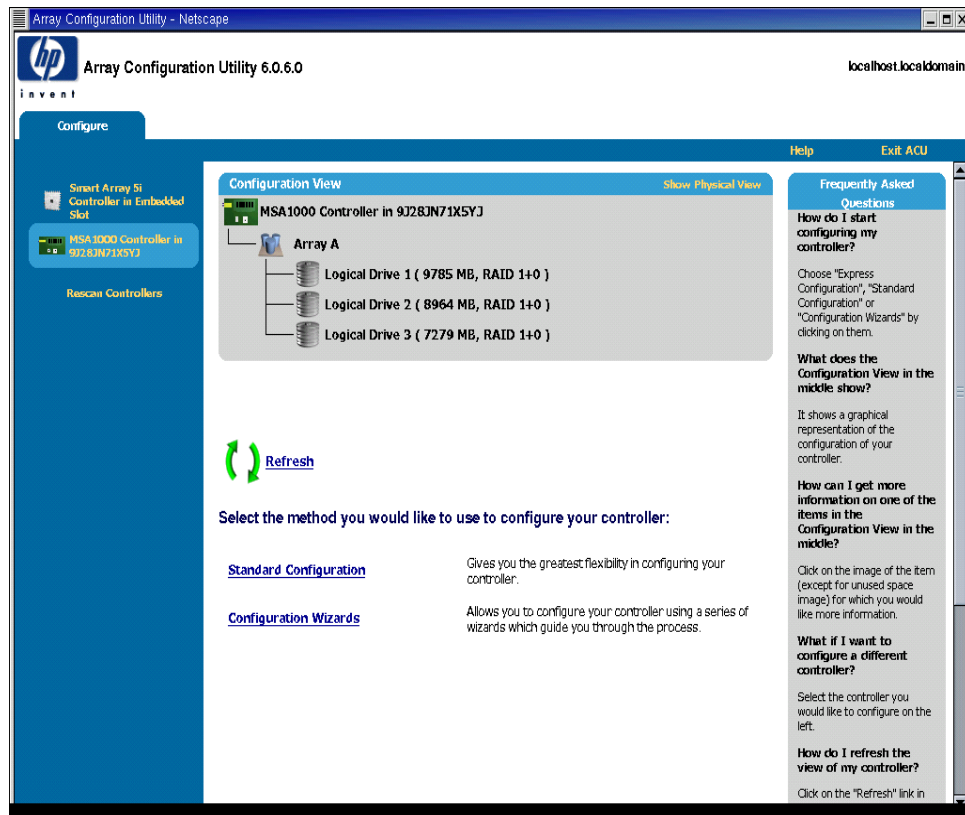 Array Configuration Utility - Netscape
hp
invent
Array Configuration Utility 6.0.6.0
localhost.localdomain
Configure
Help
Exit ACU
Smart Array 5i
Controller in Embedded
Slot
MSA1000 Controller in
9J28JN71X5YJ
Rescan Controllers
Configuration View
Show Physical View
MSA1000 Controller in 9J28JN71X5YJ
Array A
Logical Drive 1 ( 9785 MB, RAID 1+0 )
Logical Drive 2 ( 8964 MB, RAID 1+0 )
Logical Drive 3 ( 7279 MB, RAID 1+0 )
Refresh
Select the method you would like to use to configure your controller:
Standard Configuration
Gives you the greatest flexibility in configuring your
controller.
Configuration Wizards
Allows you to configure your controller using a series of
wizards which guide you through the process.
Frequently Asked
Questions
How do I start
configuring my
controller?
Choose "Express
Configuration", "Standard
Configuration" or
"Configuration Wizards" by
clicking on them.
What does the
Configuration View in the
middle show?
It shows a graphical
representation of the
configuration of your
controller.
How can I get more
information on one of the
items in the
Configuration View in the
middle?
Click on the image of the item
(except for unused space
image) for which you would
like more information.
What if I want to
configure a different
controller?
Select the controller you
would like to configure on the
left.
How do I refresh the
view of my controller?
Click on the "Refresh" link in